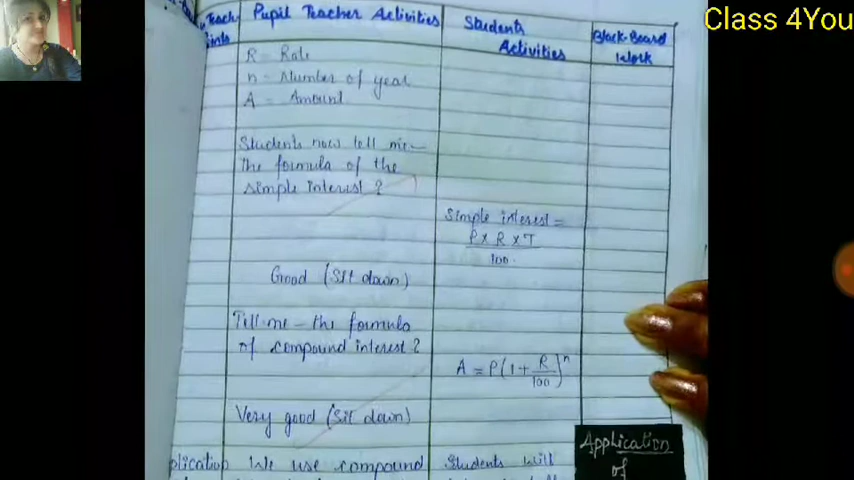 Class 4You
Teach Pupil Teacher Activities Students Black-Board
Points Activities Work
R = Rate
n = Number of year
A = Amount
Students now tell me
the formula of the
simple interest ?
Simple interest =
P x R x T
100
Good (Sit down)
Tell me the formula
of compound interest ?
A = P(1 + R/100)^n
Very good (Sit down)
plication We use compound Students will
Application
of